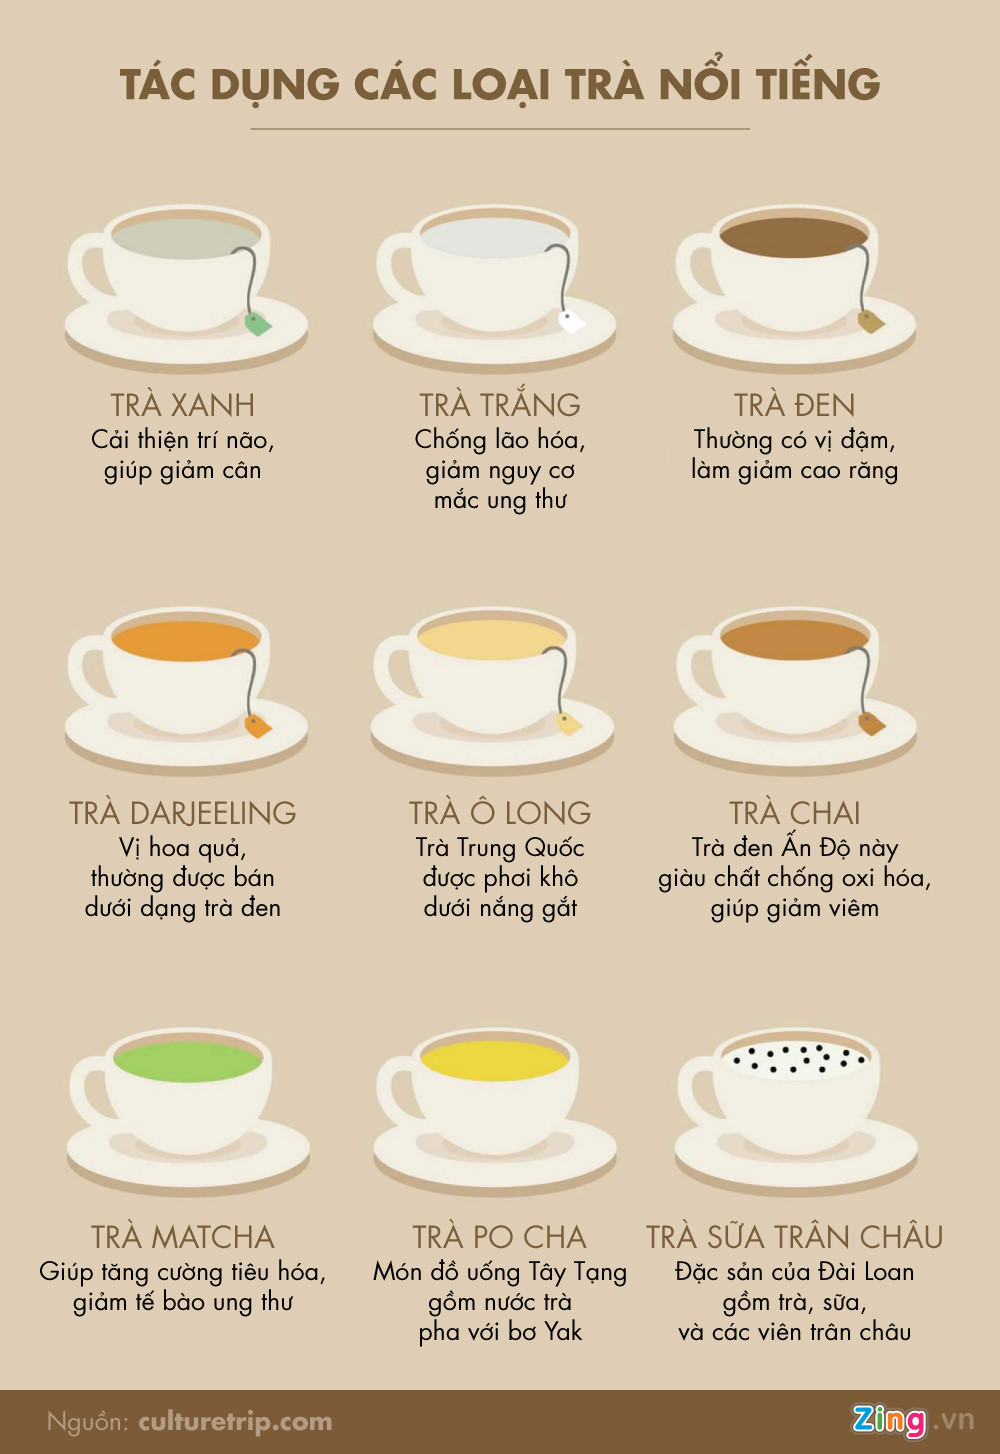 TÁC DỤNG CÁC LOẠI TRÀ NỔI TIẾNG
TRÀ XANH
Cải thiện trí não,
giúp giảm cân
TRÀ TRẮNG
Chống lão hóa,
giảm nguy cơ
mắc ung thư
TRÀ ĐEN
Thường có vị đậm,
làm giảm cao răng
TRÀ DARJEELING
Vị hoa quả,
thường được bán
dưới dạng trà đen
TRÀ Ô LONG
Trà Trung Quốc
được phơi khô
dưới nắng gắt
TRÀ CHAI
Trà đen Ấn Độ này
giàu chất chống oxi hóa,
giúp giảm viêm
TRÀ MATCHA
Giúp tăng cường tiêu hóa,
giảm tế bào ung thư
TRÀ PO CHA
Món đồ uống Tây Tạng
gồm nước trà
pha với bơ Yak
TRÀ SỮA TRÂN CHÂU
Đặc sản của Đài Loan
gồm trà, sữa,
và các viên trân châu
Nguồn: culturetrip.com
Zing.vn